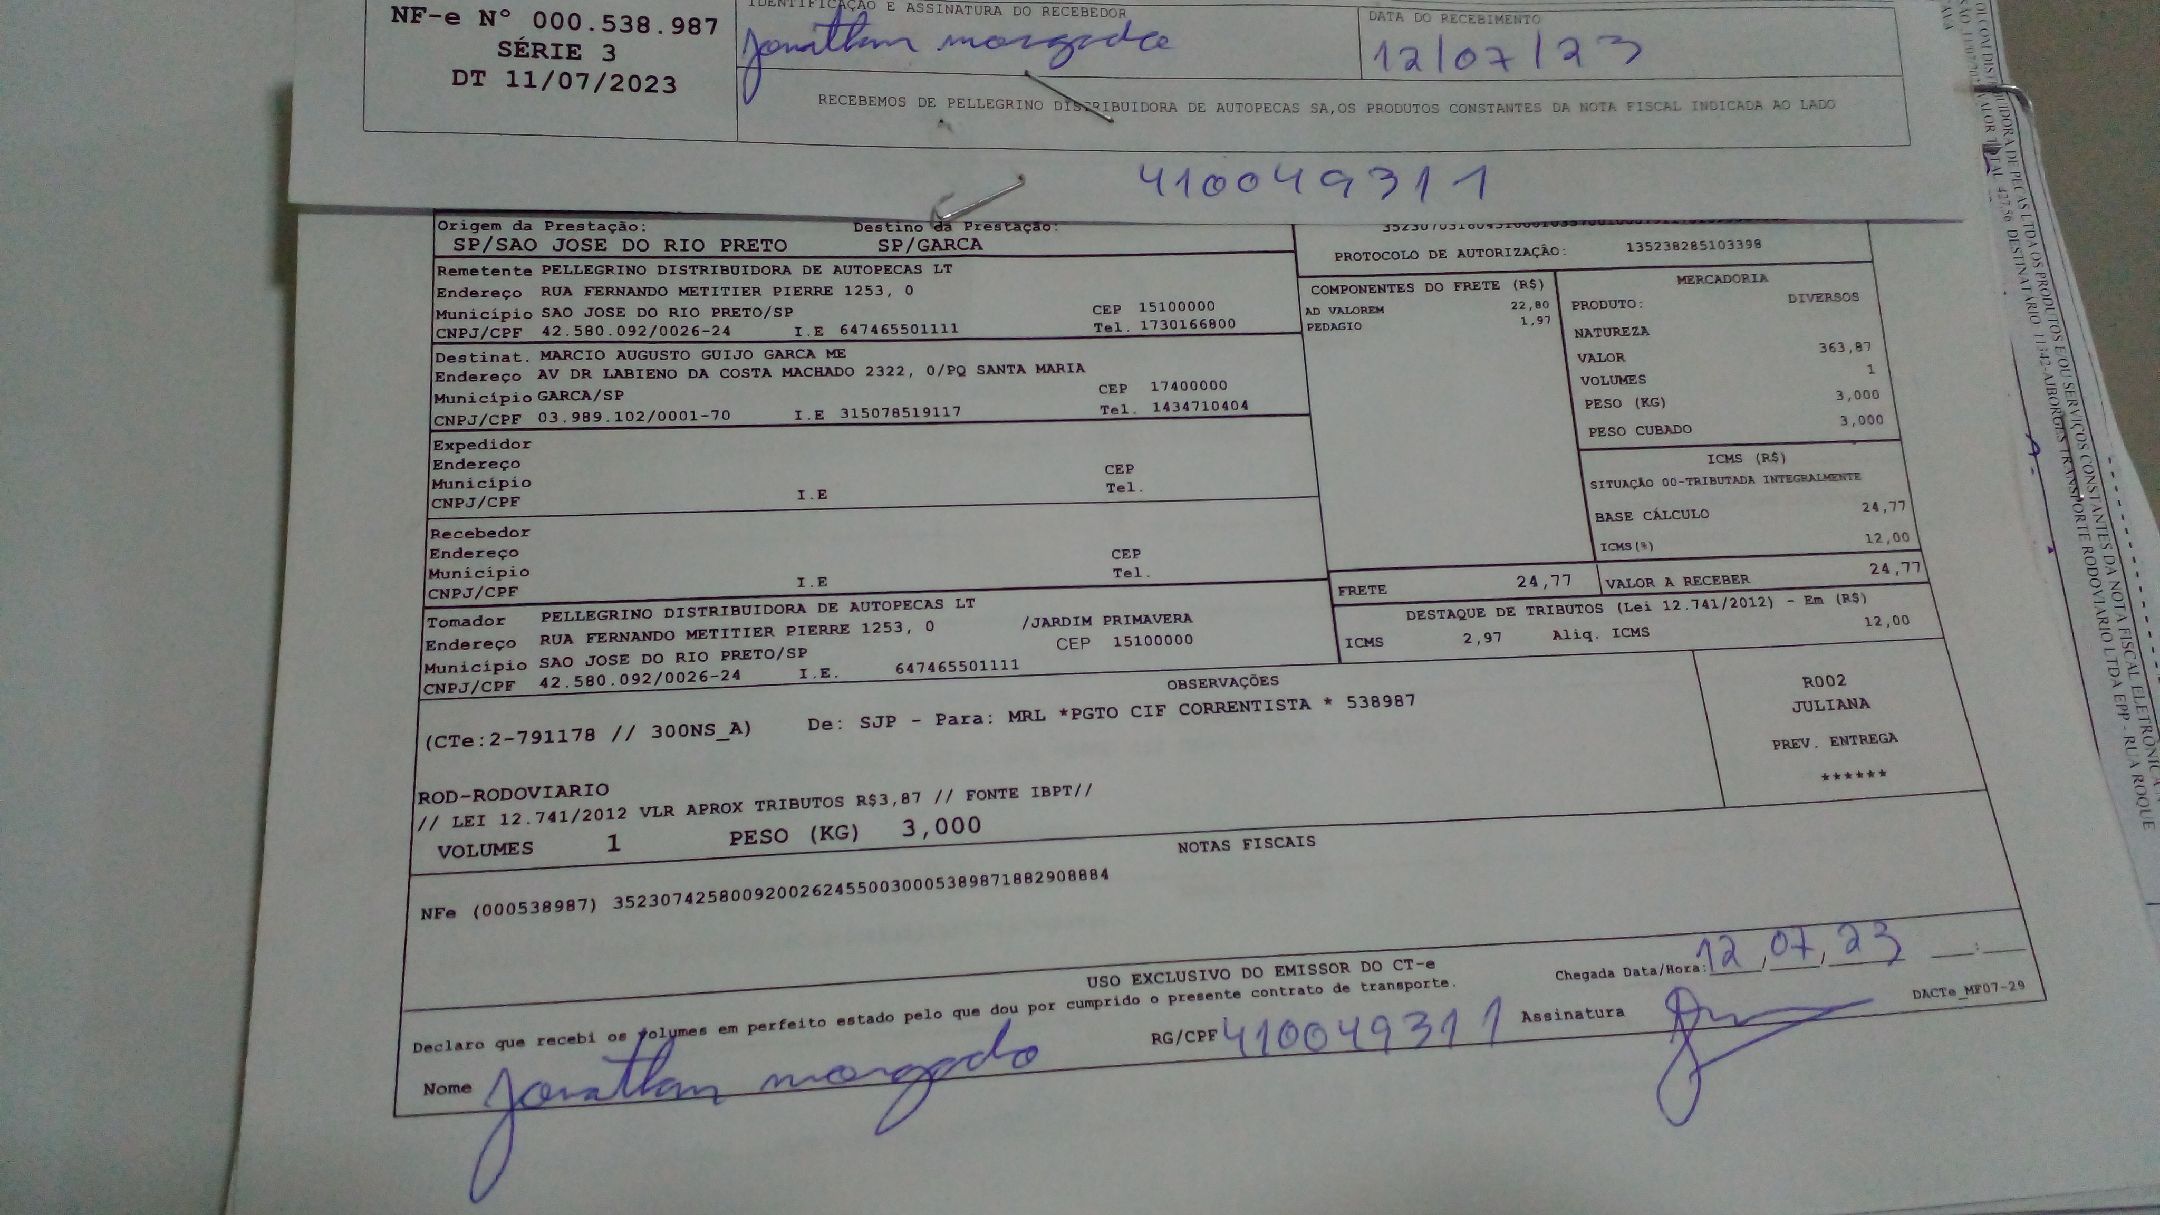 NF-e Nº 000.538.987
SÉRIE 3
DT 11/07/2023
IDENTIFICAÇÃO E ASSINATURA DO RECEBEDOR
Jonathan morgado
DATA DO RECEBIMENTO
12/07/23
RECEBEMOS DE PELLEGRINO DISTRIBUIDORA DE AUTOPECAS SA,OS PRODUTOS CONSTANTES DA NOTA FISCAL INDICADA AO LADO
410049311
Origem da Prestação: Destino da Prestação:
SP/SAO JOSE DO RIO PRETO SP/GARCA
PROTOCOLO DE AUTORIZAÇÃO: 135238285103398
Remetente PELLEGRINO DISTRIBUIDORA DE AUTOPECAS LT
Endereço RUA FERNANDO METITIER PIERRE 1253, 0
Município SAO JOSE DO RIO PRETO/SP CEP 15100000
CNPJ/CPF 42.580.092/0026-24 I.E 647465501111 Tel. 1730166800
Destinat. MARCIO AUGUSTO GUIJO GARCA ME
Endereço AV DR LABIENO DA COSTA MACHADO 2322, 0/PQ SANTA MARIA
Município GARCA/SP CEP 17400000
CNPJ/CPF 03.989.102/0001-70 I.E 315078519117 Tel. 1434710404
Expedidor
Endereço
Município CEP
CNPJ/CPF I.E Tel.
Recebedor
Endereço
Município CEP
CNPJ/CPF I.E Tel.
Tomador PELLEGRINO DISTRIBUIDORA DE AUTOPECAS LT
Endereço RUA FERNANDO METITIER PIERRE 1253, 0 /JARDIM PRIMAVERA
Município SAO JOSE DO RIO PRETO/SP CEP 15100000
CNPJ/CPF 42.580.092/0026-24 I.E. 647465501111
COMPONENTES DO FRETE (R$)
AD VALOREM 22,80
PEDAGIO 1,97
MERCADORIA
PRODUTO: DIVERSOS
NATUREZA
VALOR 363,87
VOLUMES 1
PESO (KG) 3,000
PESO CUBADO 3,000
ICMS (R$)
SITUAÇÃO 00-TRIBUTADA INTEGRALMENTE
BASE CÁLCULO 24,77
ICMS(%) 12,00
FRETE 24,77 VALOR A RECEBER 24,77
DESTAQUE DE TRIBUTOS (Lei 12.741/2012) - Em (R$)
ICMS 2,97 Aliq. ICMS 12,00
OBSERVAÇÕES
(CTe:2-791178 // 300NS_A) De: SJP - Para: MRL *PGTO CIF CORRENTISTA * 538987
R002
JULIANA
PREV. ENTREGA
******
ROD-RODOVIARIO
// LEI 12.741/2012 VLR APROX TRIBUTOS R$3,87 // FONTE IBPT//
VOLUMES 1 PESO (KG) 3,000
NOTAS FISCAIS
NFe (000538987) 35230742580092002624550030005389871882908884
USO EXCLUSIVO DO EMISSOR DO CT-e
Declaro que recebi os volumes em perfeito estado pelo que dou por cumprido o presente contrato de transporte.
Chegada Data/Hora: 12,07,23 __:__
Nome Jonathan morgado RG/CPF 410049311 Assinatura
DACTe_MF07-29